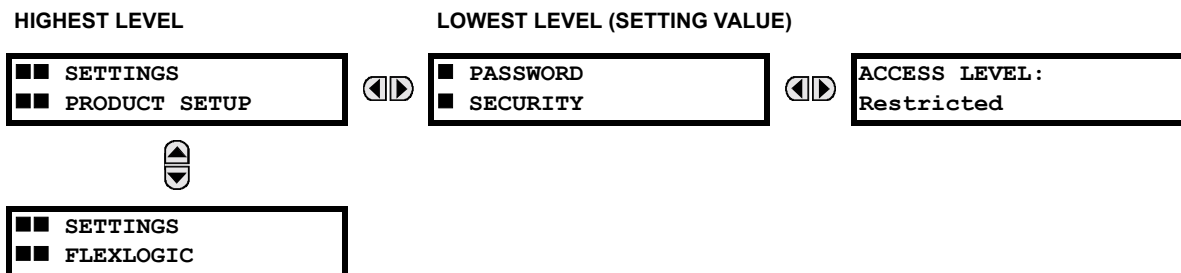 HIGHEST LEVEL
LOWEST LEVEL (SETTING VALUE)
■■ SETTINGS
■■ PRODUCT SETUP
■ PASSWORD
■ SECURITY
ACCESS LEVEL:
Restricted
■■ SETTINGS
■■ FLEXLOGIC